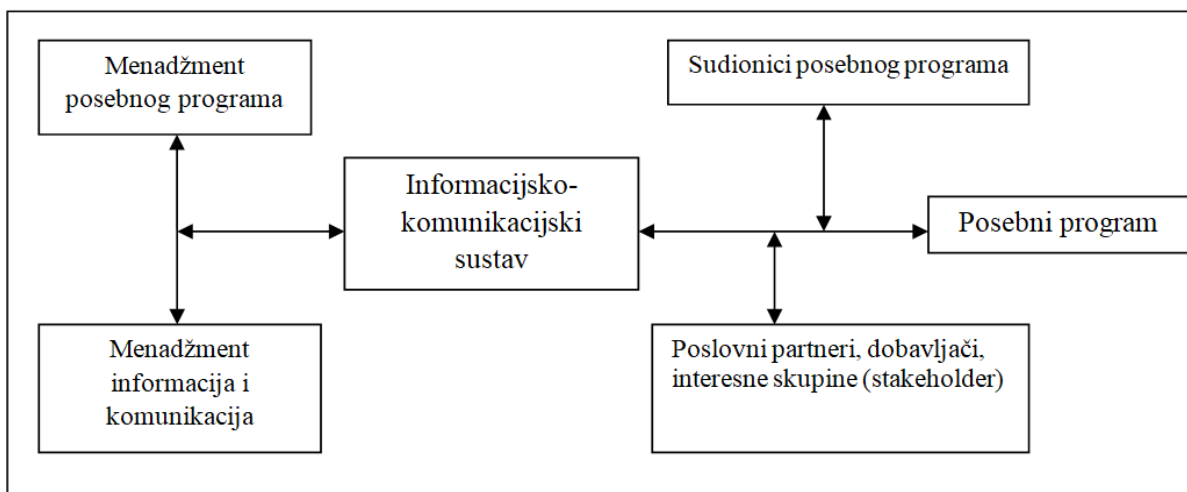 Menadžment
posebnog programa
Sudionici posebnog programa
Informacijsko-
komunikacijski
sustav
Posebni program
Menadžment
informacija i
komunikacija
Poslovni partneri, dobavljači,
interesne skupine (stakeholder)